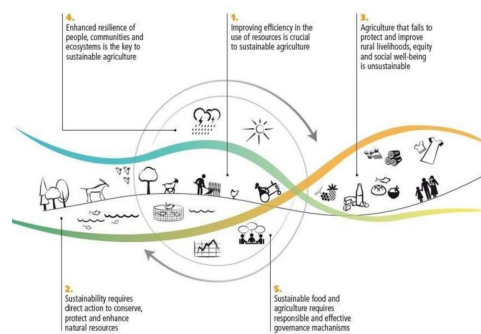 4.
Enhanced resilience of
people, communities and
ecosystems is the key to
sustainable agriculture
1.
Improving efficiency in the
use of resources is crucial
to sustainable agriculture
3.
Agriculture that fails to
protect and improve
rural livelihoods, equity
and social well-being
is unsustainable
2.
Sustainability requires
direct action to conserve,
protect and enhance
natural resources
5.
Sustainable food and
agriculture requires
responsible and effective
governance machanisms